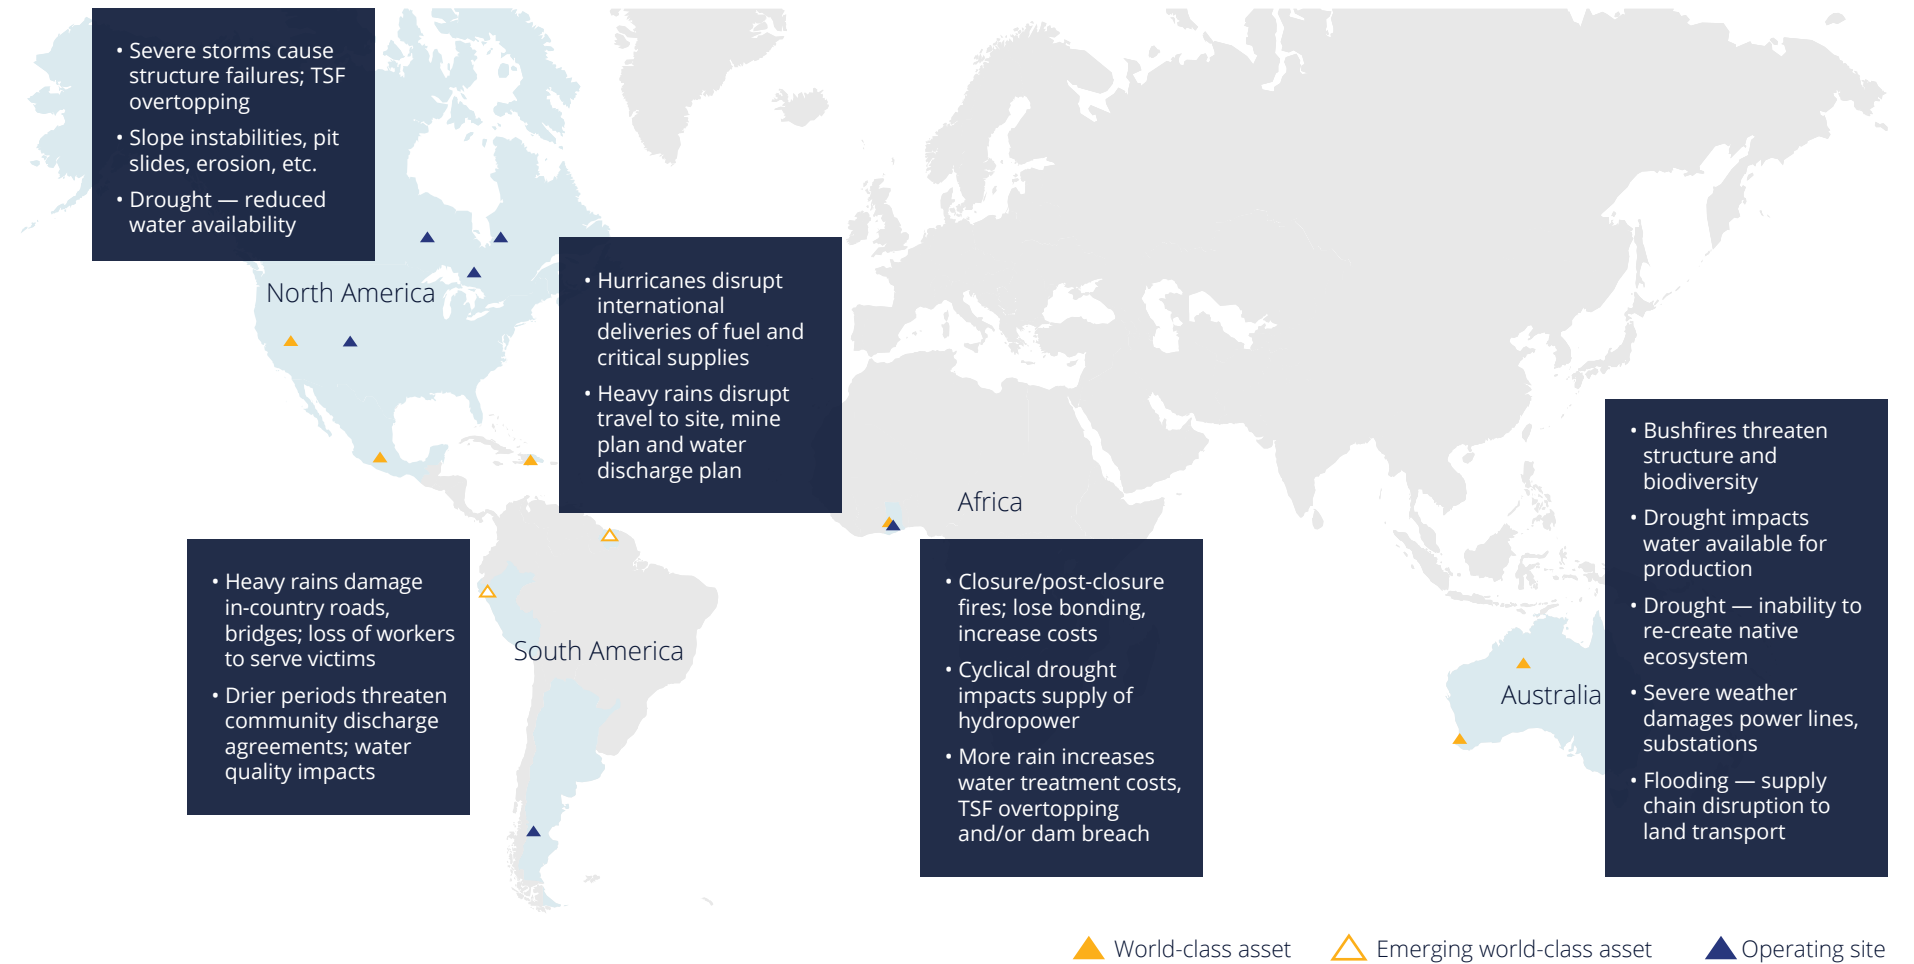 • Severe storms cause
structure failures; TSF
overtopping
• Slope instabilities, pit
slides, erosion, etc.
• Drought — reduced
water availability
North America
• Hurricanes disrupt
international
deliveries of fuel and
critical supplies
• Heavy rains disrupt
travel to site, mine
plan and water
discharge plan
• Heavy rains damage
in-country roads,
bridges; loss of workers
to serve victims
• Drier periods threaten
community discharge
agreements; water
quality impacts
South America
Africa
• Closure/post-closure
fires; lose bonding,
increase costs
• Cyclical drought
impacts supply of
hydropower
• More rain increases
water treatment costs,
TSF overtopping
and/or dam breach
Australia
• Bushfires threaten
structure and
biodiversity
• Drought impacts
water available for
production
• Drought — inability to
re-create native
ecosystem
• Severe weather
damages power lines,
substations
• Flooding — supply
chain disruption to
land transport
World-class asset
Emerging world-class asset
Operating site